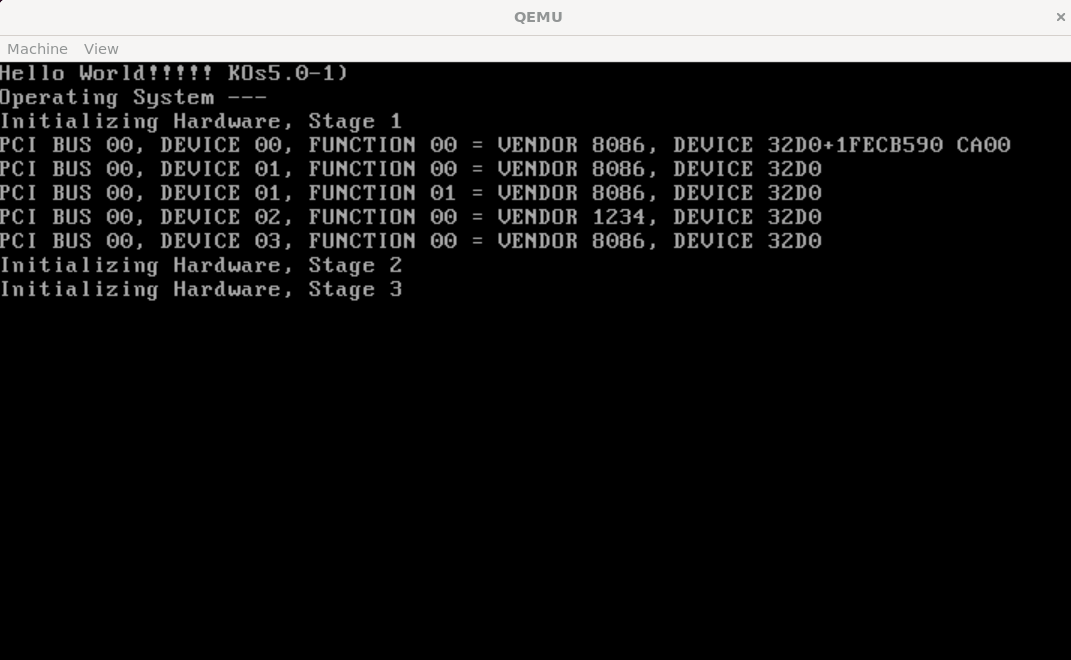 QEMU ×
Machine View
Hello World!!!!! KOs5.0-1)
Operating System ---
Initializing Hardware, Stage 1
PCI BUS 00, DEVICE 00, FUNCTION 00 = VENDOR 8086, DEVICE 32D0+1FECB590 CA00
PCI BUS 00, DEVICE 01, FUNCTION 00 = VENDOR 8086, DEVICE 32D0
PCI BUS 00, DEVICE 01, FUNCTION 01 = VENDOR 8086, DEVICE 32D0
PCI BUS 00, DEVICE 02, FUNCTION 00 = VENDOR 1234, DEVICE 32D0
PCI BUS 00, DEVICE 03, FUNCTION 00 = VENDOR 8086, DEVICE 32D0
Initializing Hardware, Stage 2
Initializing Hardware, Stage 3